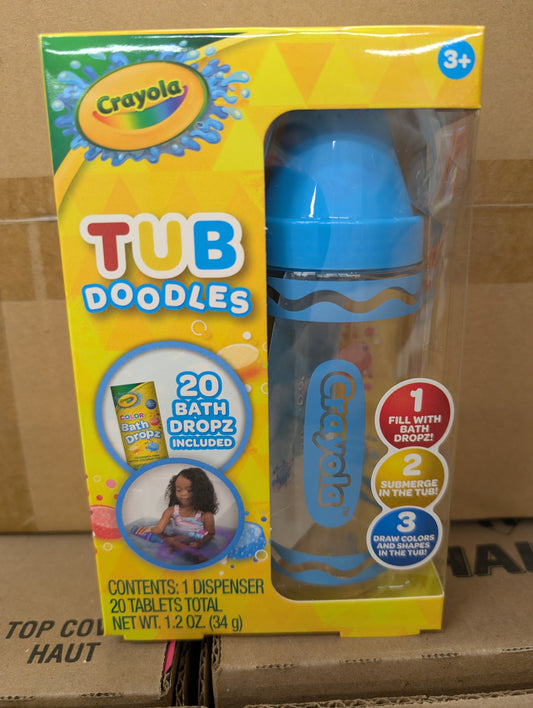 3+
Crayola
TUB
DOODLES
20
BATH
DROPZ
INCLUDED
Crayola
COLOR
Bath
Dropz
Crayola
1
FILL WITH
BATH
DROPZ!
2
SUBMERGE
IN THE TUB!
3
DRAW COLORS
AND SHAPES
IN THE TUB!
CONTENTS: 1 DISPENSER
20 TABLETS TOTAL
NET WT. 1.2 OZ. (34 g)
TOP COV
HAUT
HAU